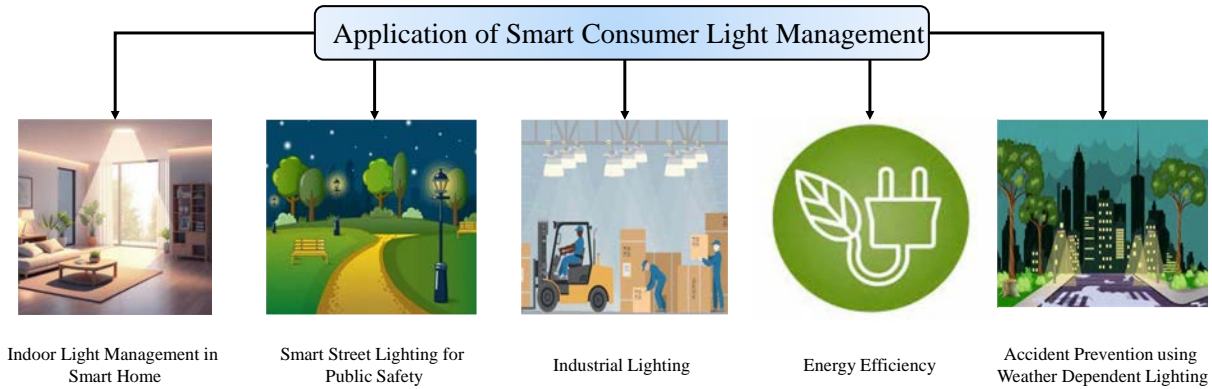 Application of Smart Consumer Light Management
Indoor Light Management in
Smart Home
Smart Street Lighting for
Public Safety
Industrial Lighting
Energy Efficiency
Accident Prevention using
Weather Dependent Lighting